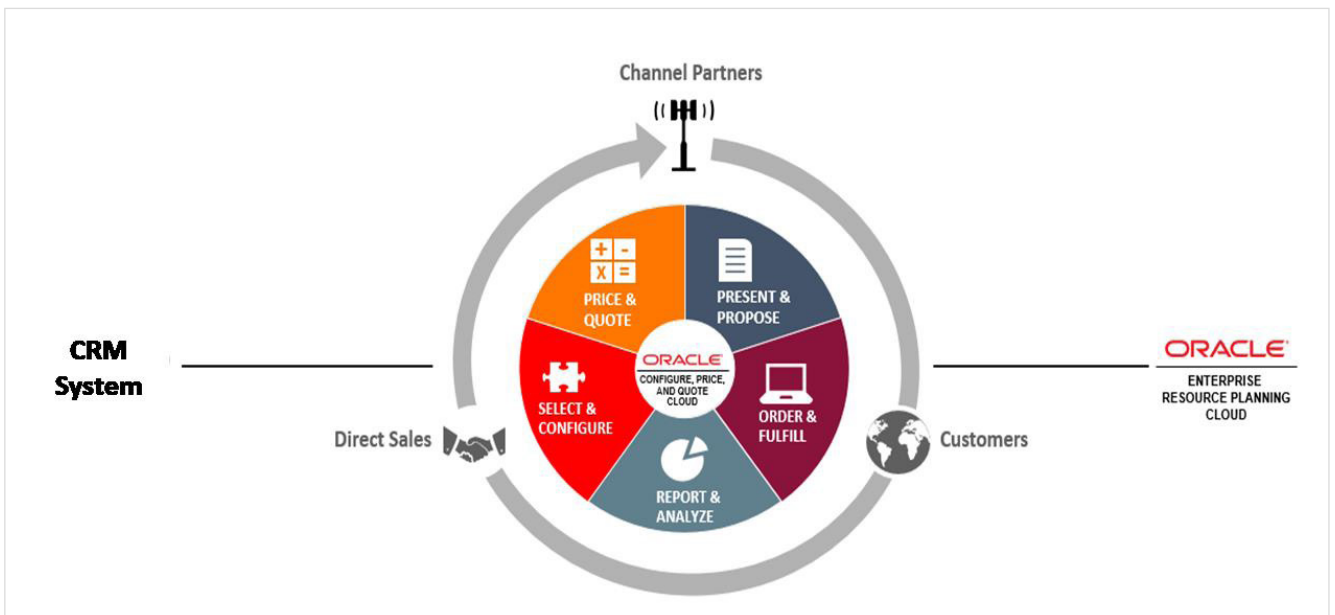 Channel Partners
PRICE &
QUOTE
PRESENT &
PROPOSE
CRM
System
ORACLE
CONFIGURE, PRICE,
AND QUOTE
CLOUD
ORACLE
ENTERPRISE
RESOURCE PLANNING
CLOUD
SELECT &
CONFIGURE
ORDER &
FULFILL
Direct Sales
Customers
REPORT &
ANALYZE